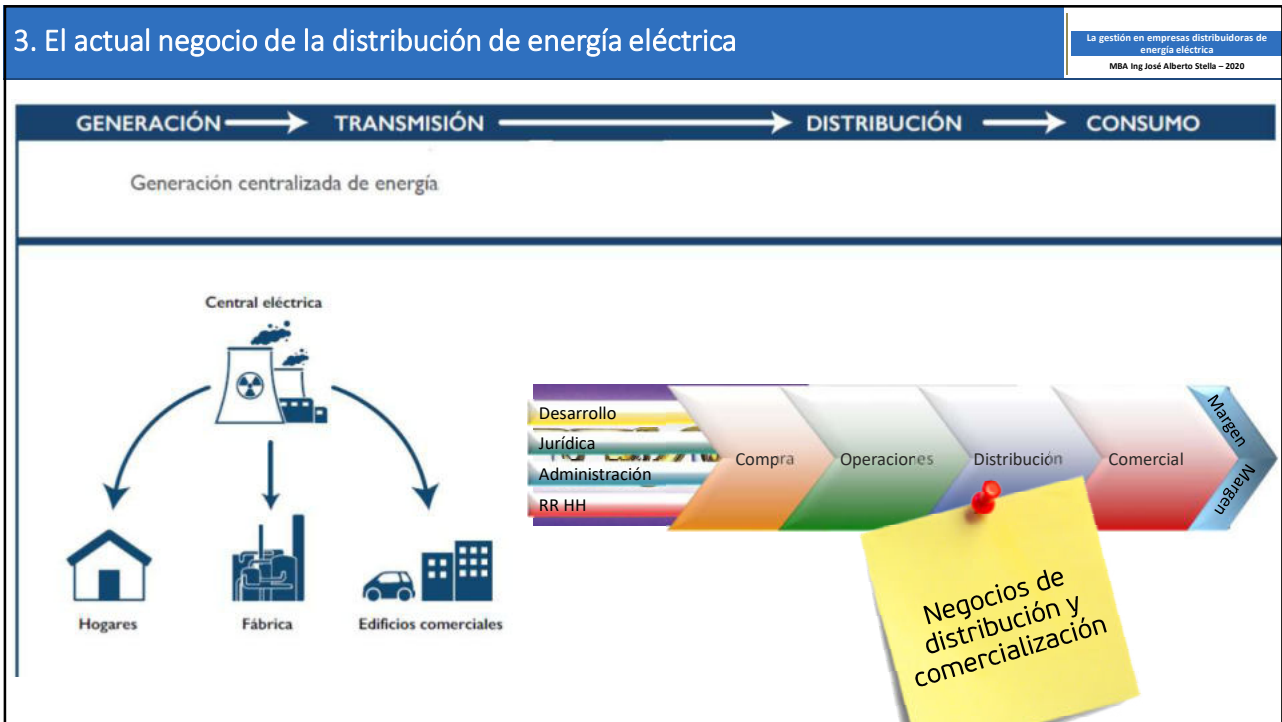 3. El actual negocio de la distribución de energía eléctrica
La gestión en empresas distribuidoras de
energía eléctrica
MBA Ing José Alberto Stella – 2020
GENERACIÓN TRANSMISIÓN DISTRIBUCIÓN CONSUMO
Generación centralizada de energía
Central eléctrica
Hogares
Fábrica
Edificios comerciales
Desarrollo
Jurídica
Administración
RR HH
Compra
Operaciones
Distribución
Comercial
Margen
Margen
Negocios de
distribución y
comercialización